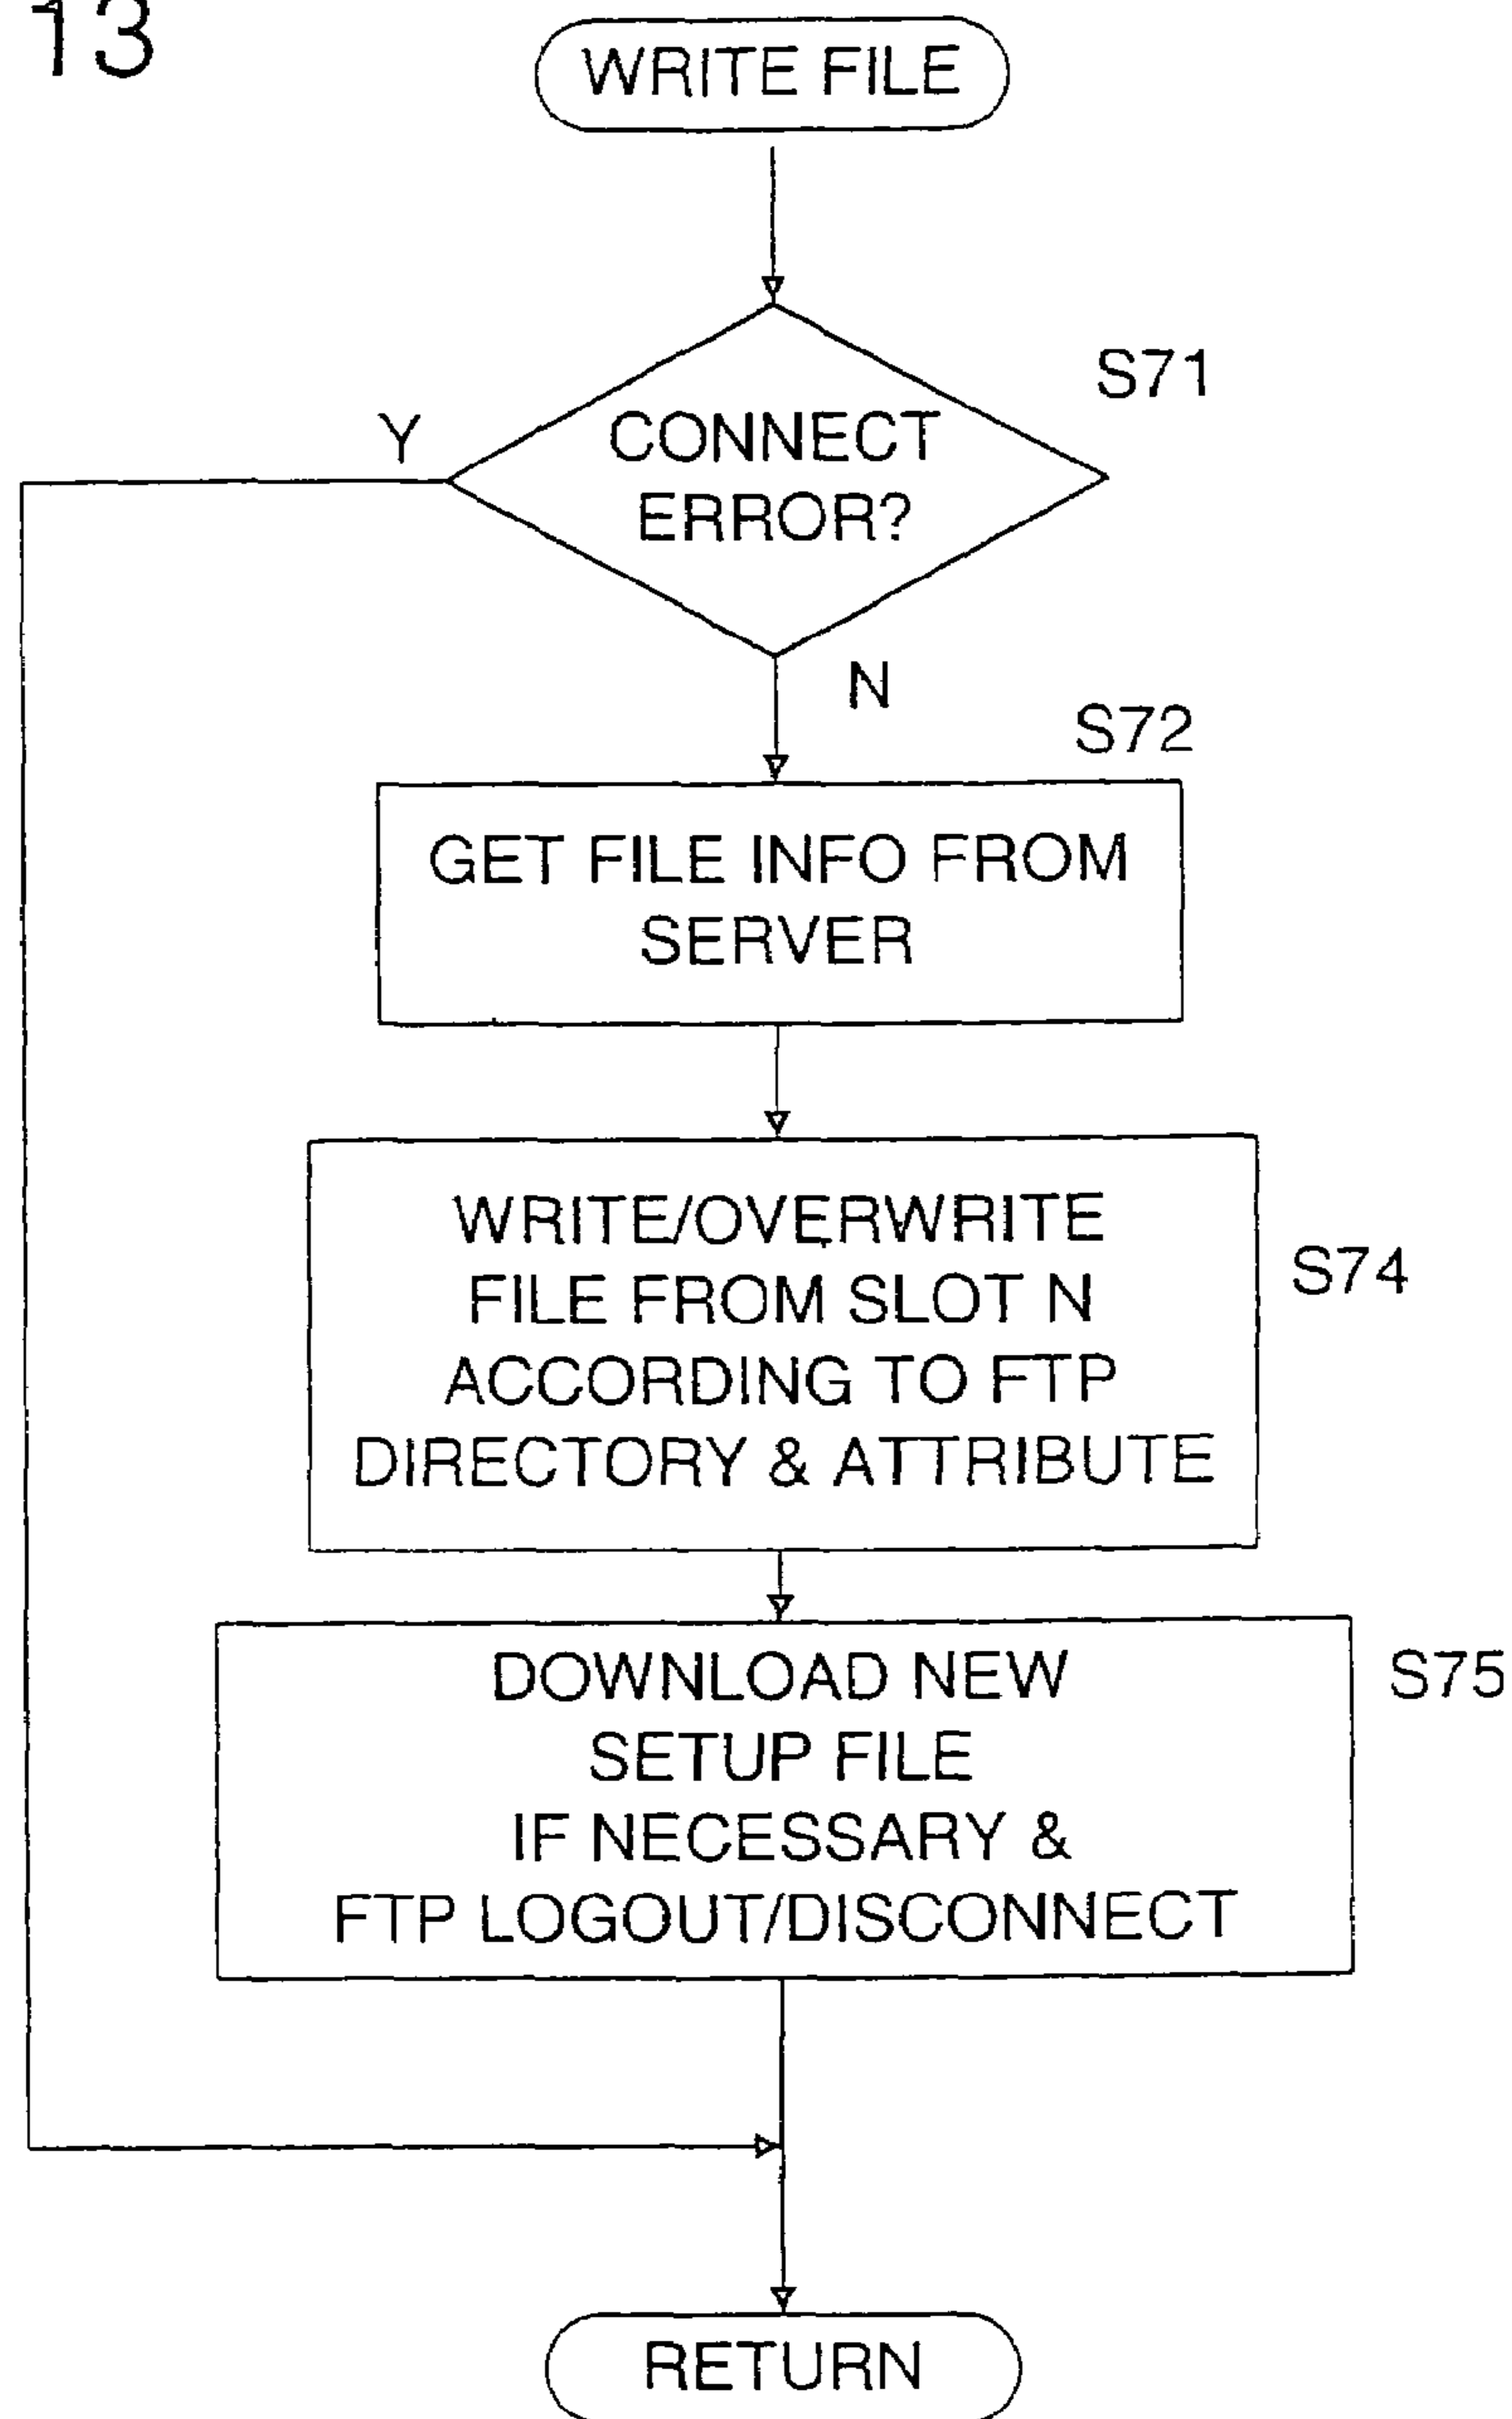 13
WRITE FILE
S71
Y
CONNECT
ERROR?
N
S72
GET FILE INFO FROM
SERVER
WRITE/OVERWRITE
FILE FROM SLOT N
ACCORDING TO FTP
DIRECTORY & ATTRIBUTE
S74
DOWNLOAD NEW
SETUP FILE
IF NECESSARY &
FTP LOGOUT/DISCONNECT
S75
RETURN